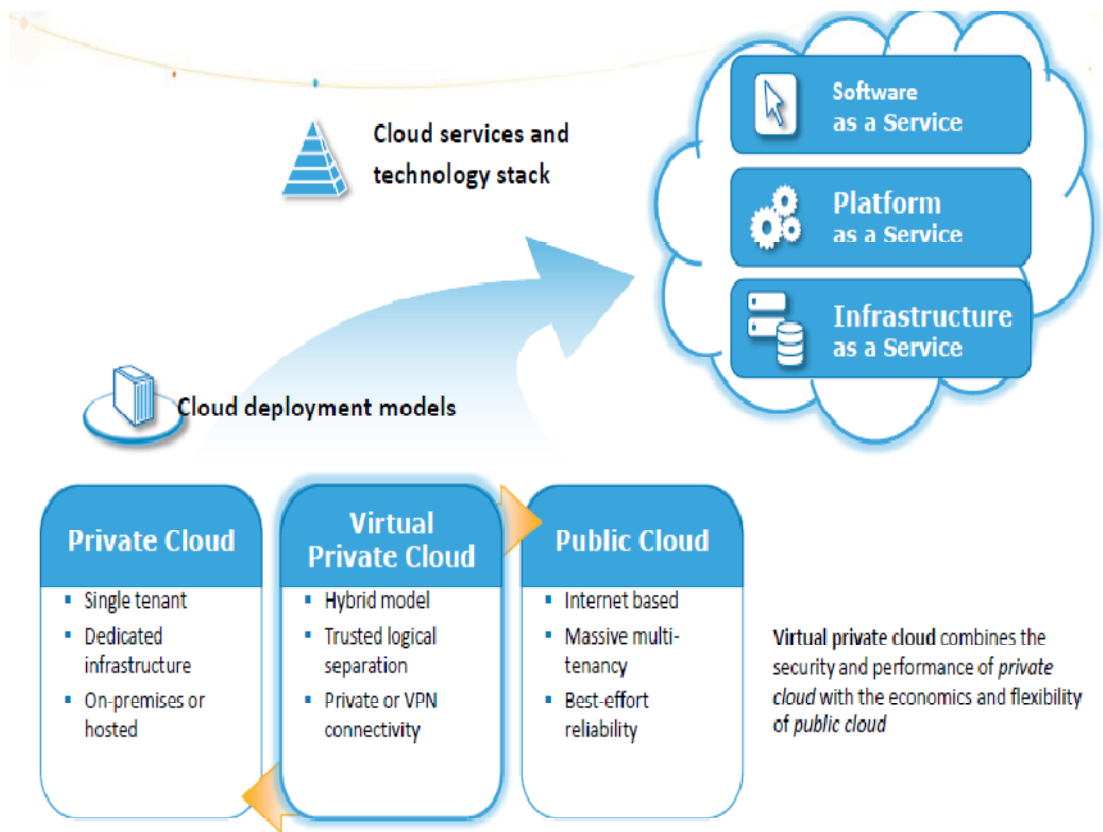 Software
as a Service
Cloud services and
technology stack
Platform
as a Service
Infrastructure
as a Service
Cloud deployment models
Private Cloud
▪ Single tenant
▪ Dedicated
infrastructure
▪ On-premises or
hosted
Virtual
Private Cloud
▪ Hybrid model
▪ Trusted logical
separation
▪ Private or VPN
connectivity
Public Cloud
▪ Internet based
▪ Massive multi-
tenancy
▪ Best-effort
reliability
Virtual private cloud combines the
security and performance of private
cloud with the economics and flexibility
of public cloud